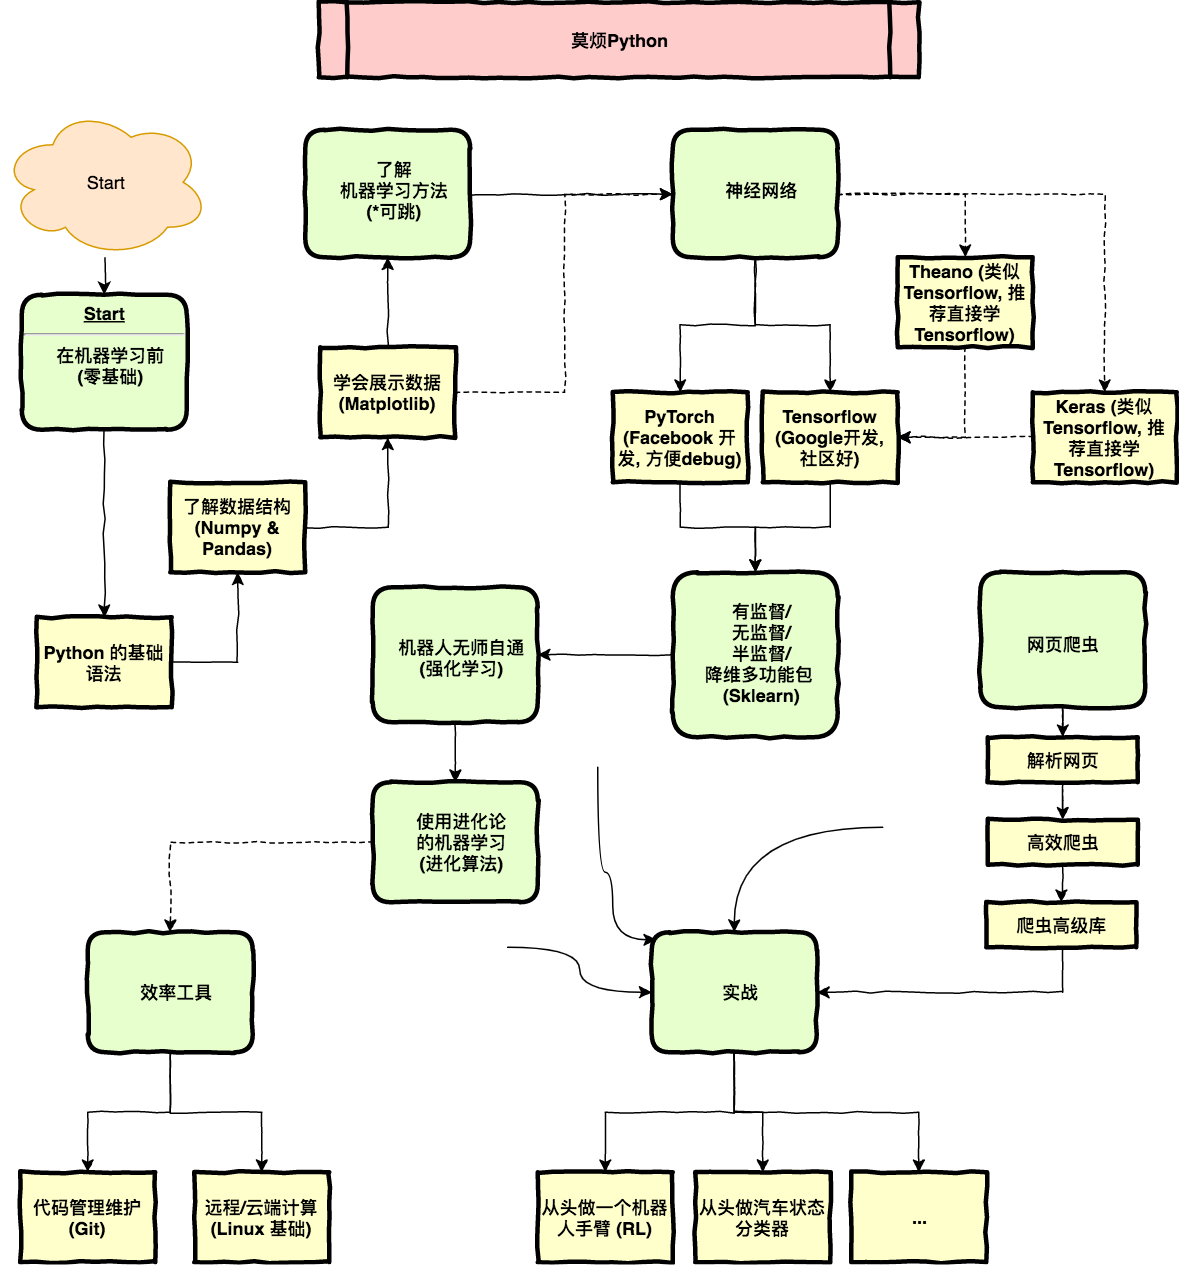 莫烦Python
Start
Start
在机器学习前
(零基础)
Python 的基础
语法
了解数据结构
(Numpy &
Pandas)
学会展示数据
(Matplotlib)
了解
机器学习方法
(*可跳)
神经网络
Theano (类似
Tensorflow, 推
荐直接学
Tensorflow)
Keras (类似
Tensorflow, 推
荐直接学
Tensorflow)
PyTorch
(Facebook 开
发, 方便debug)
Tensorflow
(Google开发,
社区好)
有监督/
无监督/
半监督/
降维多功能包
(Sklearn)
机器人无师自通
(强化学习)
使用进化论
的机器学习
(进化算法)
网页爬虫
解析网页
高效爬虫
爬虫高级库
效率工具
实战
代码管理维护
(Git)
远程/云端计算
(Linux 基础)
从头做一个机器
人手臂 (RL)
从头做汽车状态
分类器
...